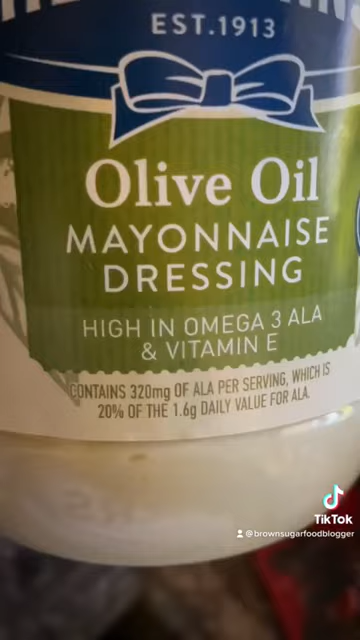 EST.1913
Olive Oil
MAYONNAISE
DRESSING
HIGH IN OMEGA 3 ALA
& VITAMIN E
CONTAINS 320mg OF ALA PER SERVING, WHICH IS
20% OF THE 1.6g DAILY VALUE FOR ALA.
TikTok
@brownsugarfoodblogger